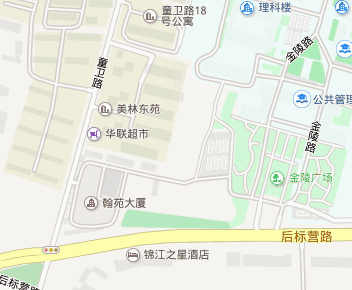 童卫路18
号公寓
理科楼
金陵路
童卫路
美林东苑
公共管理
华联超市
金陵路
金陵广场
翰苑大厦
后标营路
锦江之星酒店
后标营路